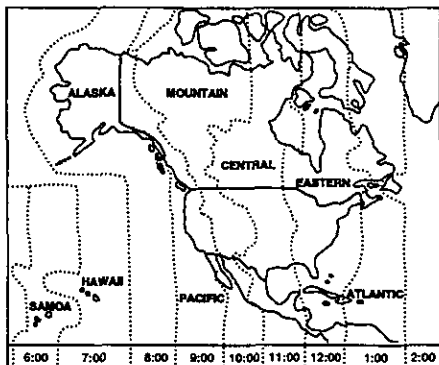 ALASKA
MOUNTAIN
CENTRAL
EASTERN
HAWAII
SAMOA
PACIFIC
ATLANTIC
6:00 7:00 8:00 9:00 10:00 11:00 12:00 1:00 2:00